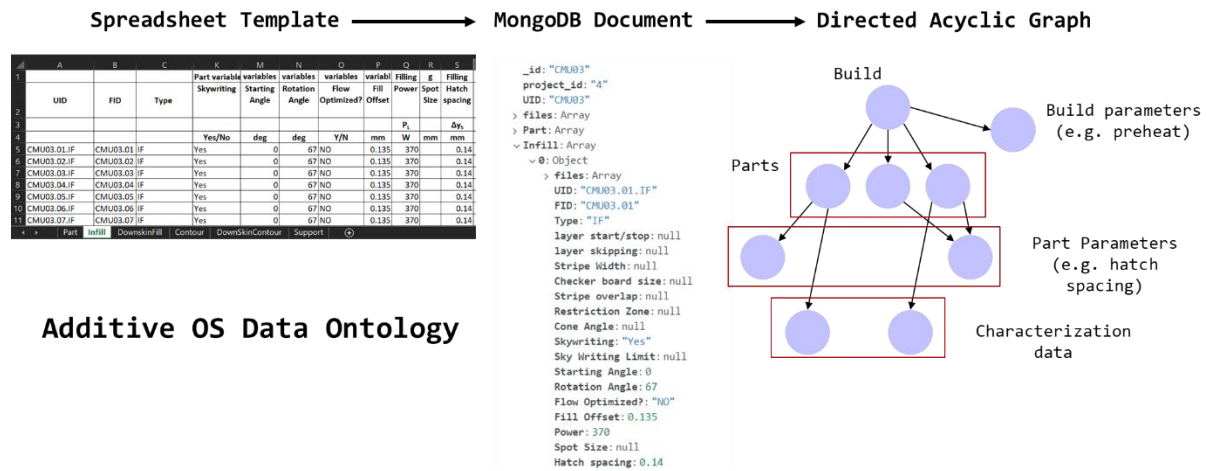 Spreadsheet Template
MongoDB Document
Directed Acyclic Graph
A B C K M N O P Q R S
1 Part variable variables variables variables variabl Filling g Filling
2 UID FID Type Skywriting Starting Angle Rotation Angle Flow Optimized? Fill Offset Power Spot Size Hatch spacing
3 P_L Δy_h
4 Yes/No deg deg Y/N mm W mm mm
5 CMU03.01.IF CMU03.01 IF Yes 0 67 NO 0.135 370 0.14
6 CMU03.02.IF CMU03.02 IF Yes 0 67 NO 0.135 370 0.14
7 CMU03.03.IF CMU03.03 IF Yes 0 67 NO 0.135 370 0.14
8 CMU03.04.IF CMU03.04 IF Yes 0 67 NO 0.135 370 0.14
9 CMU03.05.IF CMU03.05 IF Yes 0 67 NO 0.135 370 0.14
10 CMU03.06.IF CMU03.06 IF Yes 0 67 NO 0.135 370 0.14
11 CMU03.07.IF CMU03.07 IF Yes 0 67 NO 0.135 370 0.14
Part Infill DownskinFill Contour DownSkinContour Support
Additive OS Data Ontology
_id: "CMU03"
project_id: "4"
UID: "CMU03"
files: Array
Part: Array
Infill: Array
0: Object
files: Array
UID: "CMU03.01.IF"
FID: "CMU03.01"
Type: "IF"
layer start/stop: null
layer skipping: null
Stripe Width: null
Checker board size: null
Stripe overlap: null
Restriction Zone: null
Cone Angle: null
Skywriting: "Yes"
Sky Writing Limit: null
Starting Angle: 0
Rotation Angle: 67
Flow Optimized?: "NO"
Fill Offset: 0.135
Power: 370
Spot Size: null
Hatch spacing: 0.14
Build
Build parameters
(e.g. preheat)
Parts
Part Parameters
(e.g. hatch
spacing)
Characterization
data